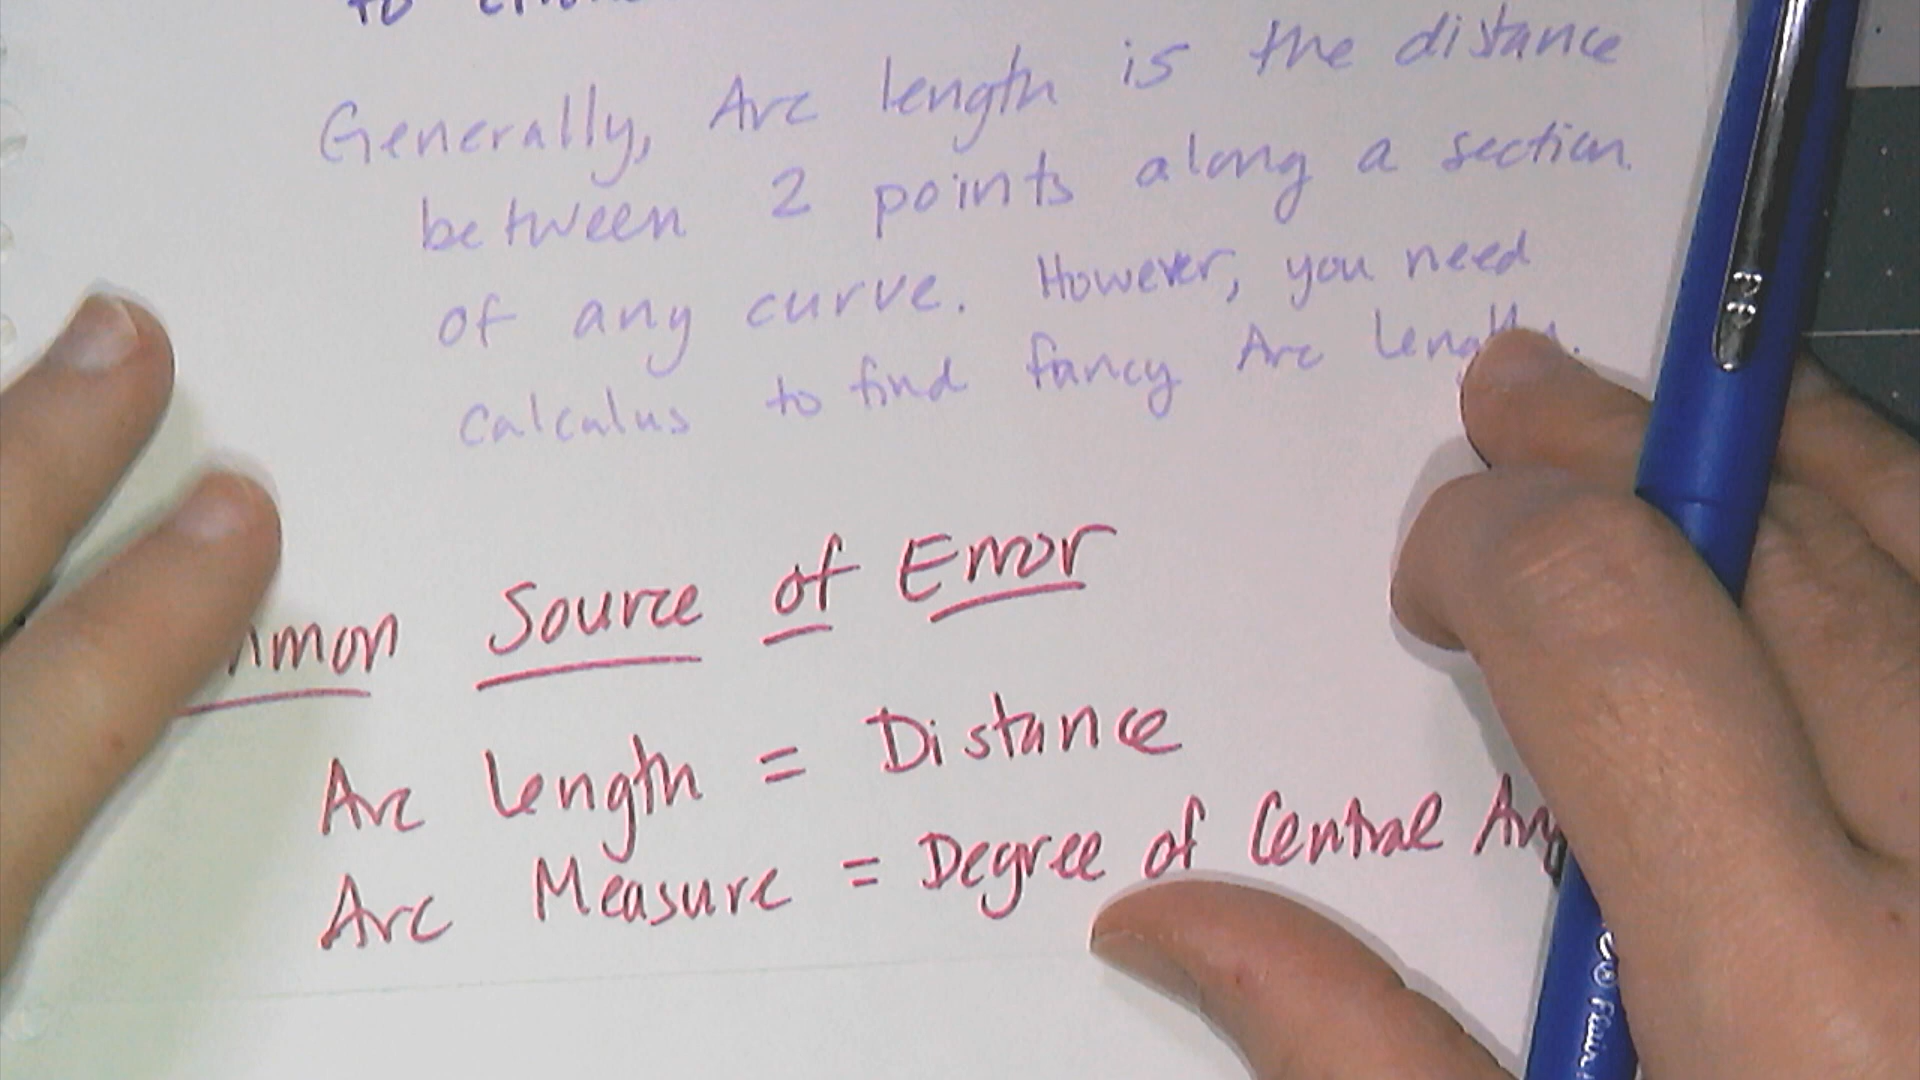 to
Generally, Arc length is the distance
between 2 points along a section
of any curve. However, you need
calculus to find fancy Arc
Source of Error
Arc length = Distance
Arc Measure = Degree of Central